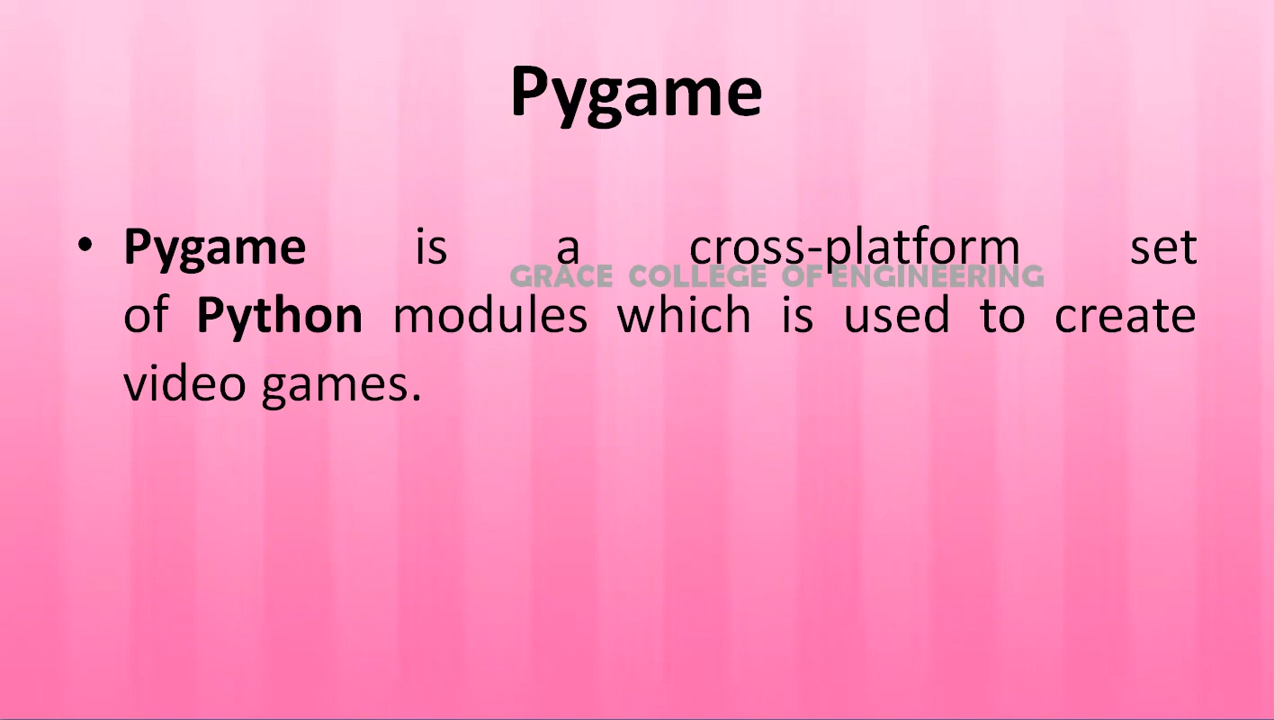 Pygame
• Pygame is a cross-platform set
GRACE COLLEGE OF ENGINEERING
of Python modules which is used to create
video games.